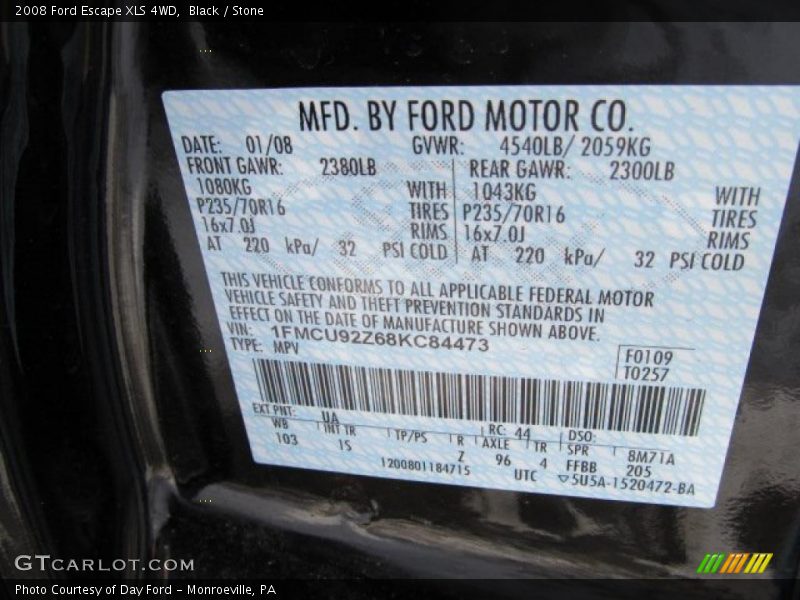 2008 Ford Escape XLS 4WD, Black / Stone
MFD. BY FORD MOTOR CO.
DATE: 01/08 GVWR: 4540LB/ 2059KG
FRONT GAWR: 2380LB REAR GAWR: 2300LB
1080KG WITH 1043KG WITH
P235/70R16 TIRES P235/70R16 TIRES
16x7.0J RIMS 16x7.0J RIMS
AT 220 kPa/ 32 PSI COLD AT 220 kPa/ 32 PSI COLD
THIS VEHICLE CONFORMS TO ALL APPLICABLE FEDERAL MOTOR
VEHICLE SAFETY AND THEFT PREVENTION STANDARDS IN
EFFECT ON THE DATE OF MANUFACTURE SHOWN ABOVE.
VIN: 1FMCU92Z68KC84473
TYPE: MPV
F0109
T0257
EXT PNT: UA RC: 44 DSO:
WB INT TR TP/PS R AXLE TR SPR 8M71A
103 IS Z 96 4 FFBB 205
1200801184715 UTC ▽5U5A-1520472-BA
GTCARLOT.COM
Photo Courtesy of Day Ford – Monroeville, PA